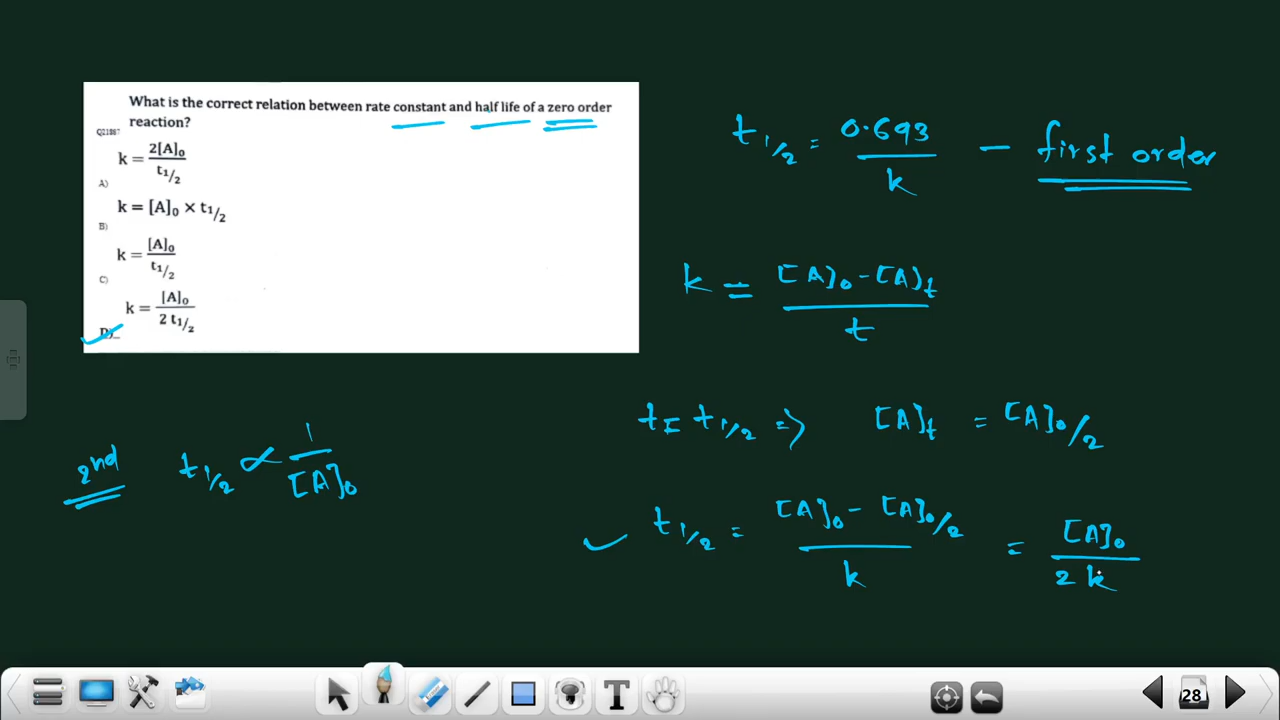 What is the correct relation between rate constant and half life of a zero order
reaction?
Q21887
k = 2[A]₀ / t₁/₂
A)
k = [A]₀ × t₁/₂
B)
k = [A]₀ / t₁/₂
C)
k = [A]₀ / 2 t₁/₂
D)
t₁/₂ = 0.693 / k — first order
k = [A]₀ - [A]t / t
t = t₁/₂ ⇒ [A]t = [A]₀/2
t₁/₂ = [A]₀ - [A]₀/2 / k = [A]₀ / 2k
2nd t₁/₂ ∝ 1 / [A]₀
28